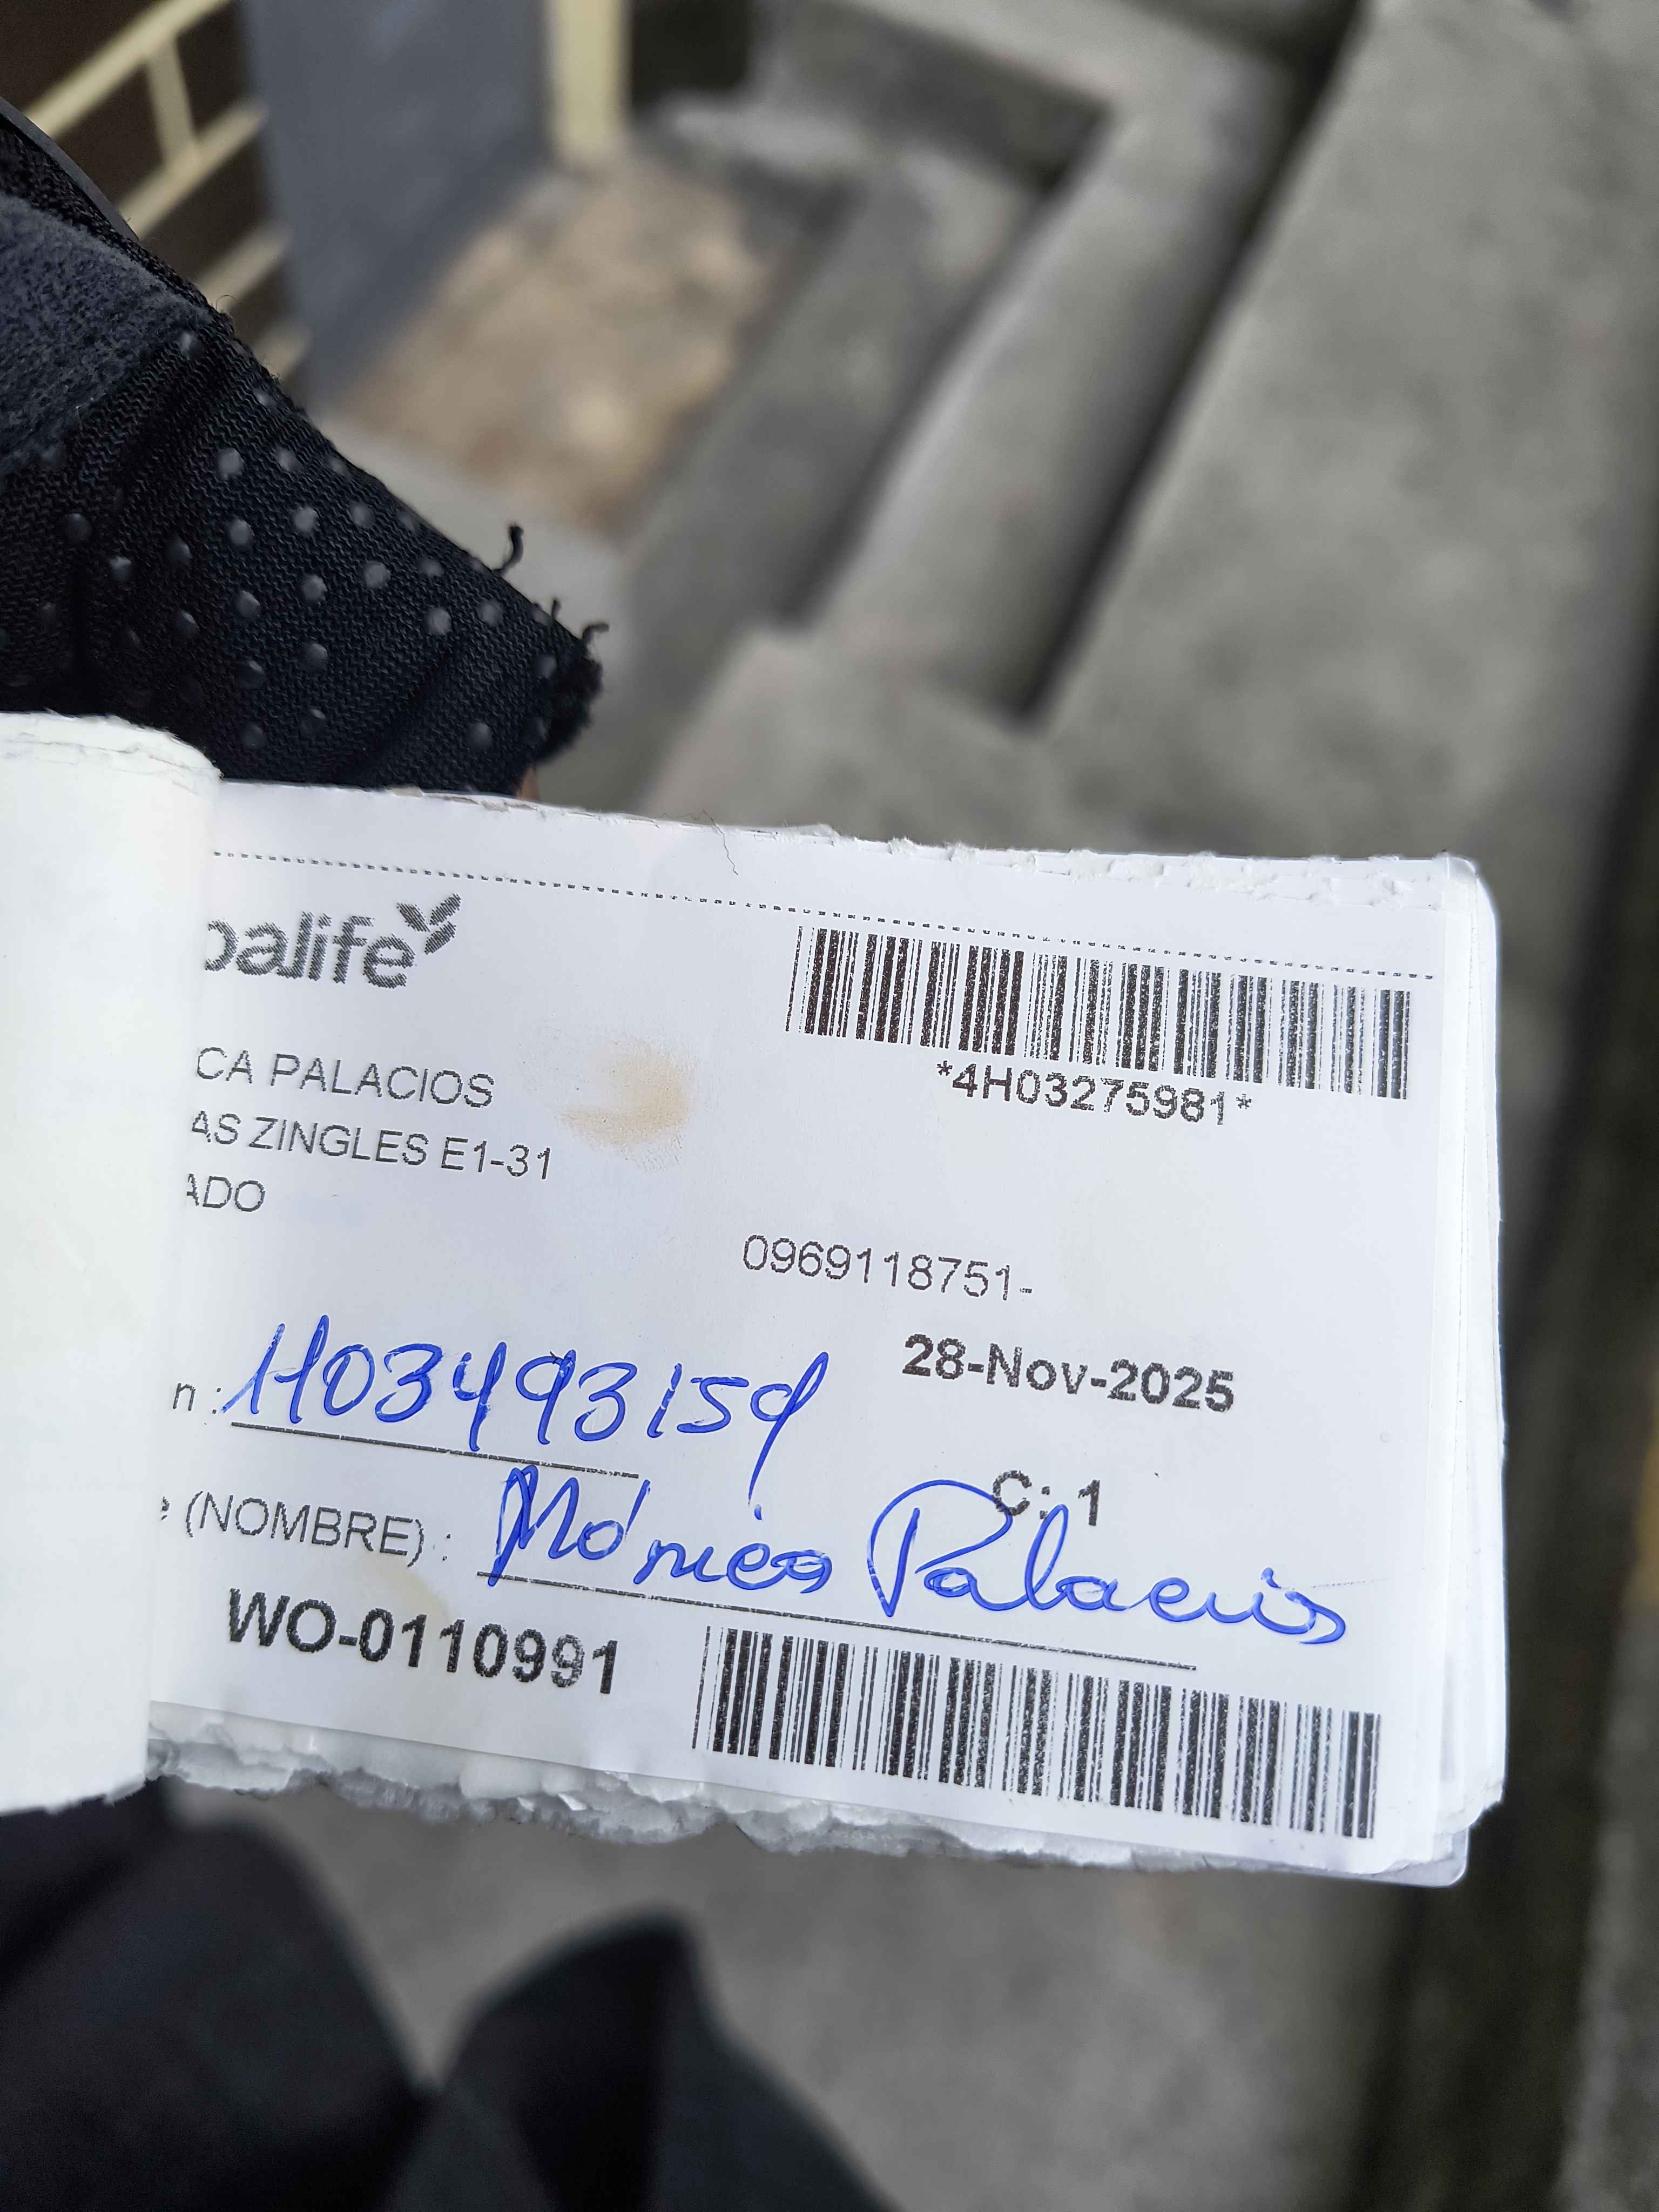 balife
*4H03275981*
CA PALACIOS
AS ZINGLES E1-31
ADO
0969118751-
28-Nov-2025
n : 1103493159
C: 1
e (NOMBRE) : Mónica Palacios
WO-0110991